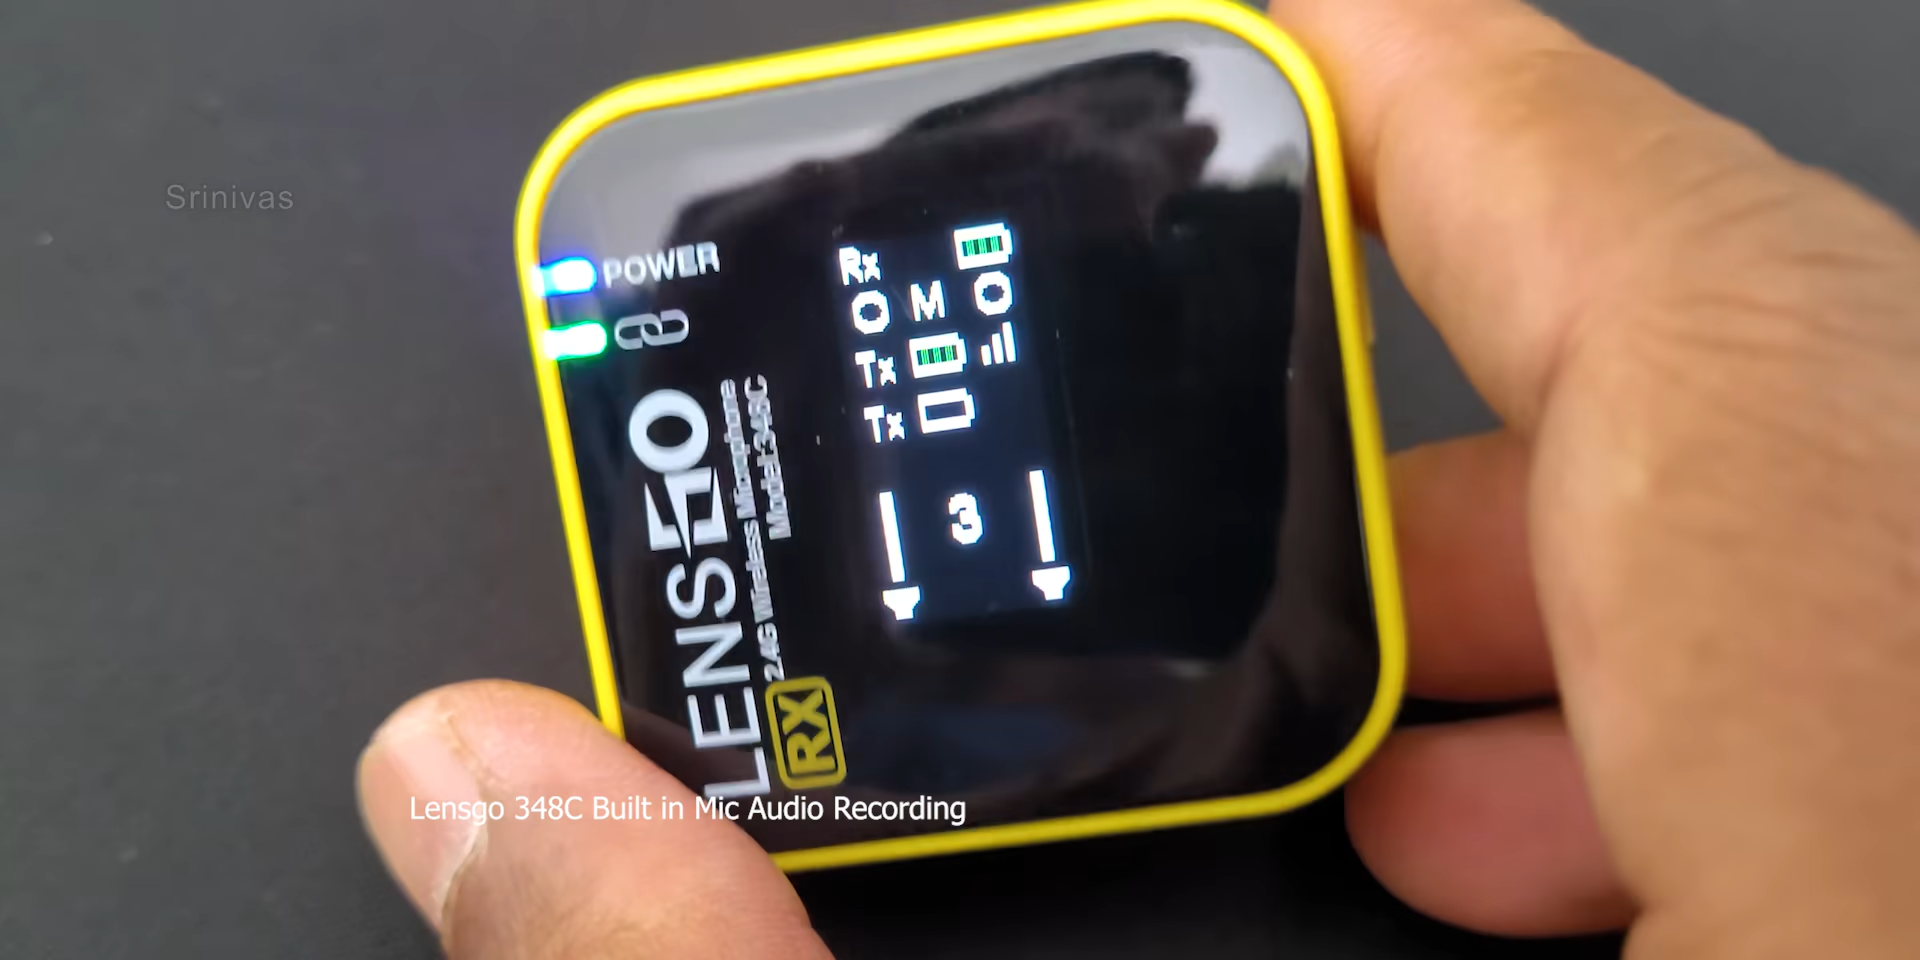 Srinivas
POWER
LENSGO
2.4G Wireless Microphone
Model:348C
RX
Rx
O M O
Tx
Tx
3
Lensgo 348C Built in Mic Audio Recording